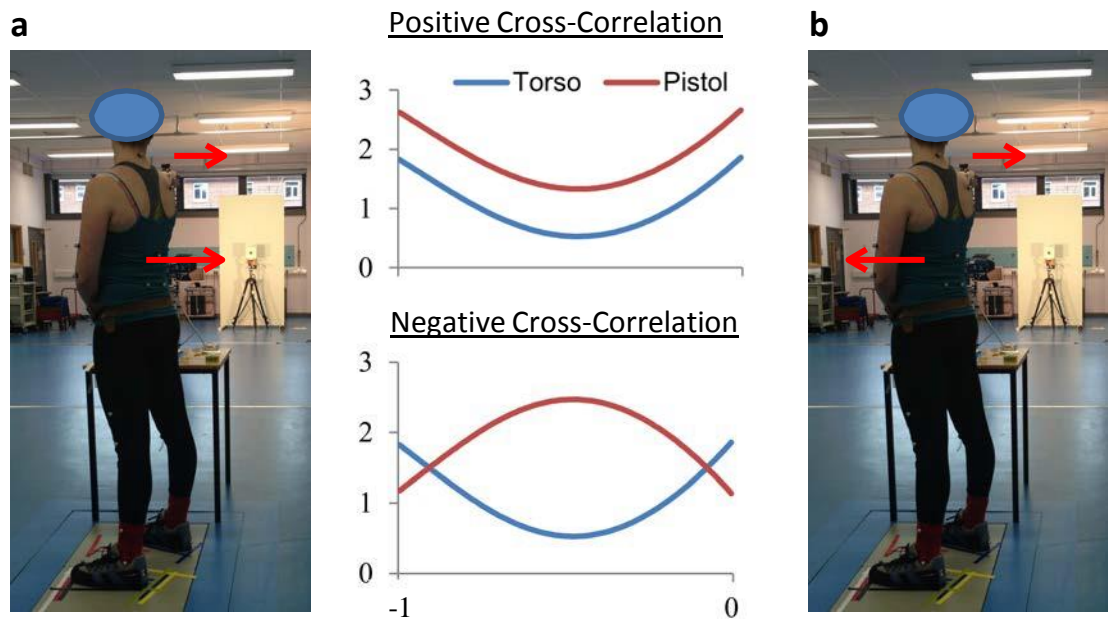 a
Positive Cross-Correlation
b
Torso Pistol
3
2
1
0
Negative Cross-Correlation
3
2
1
0
-1 0